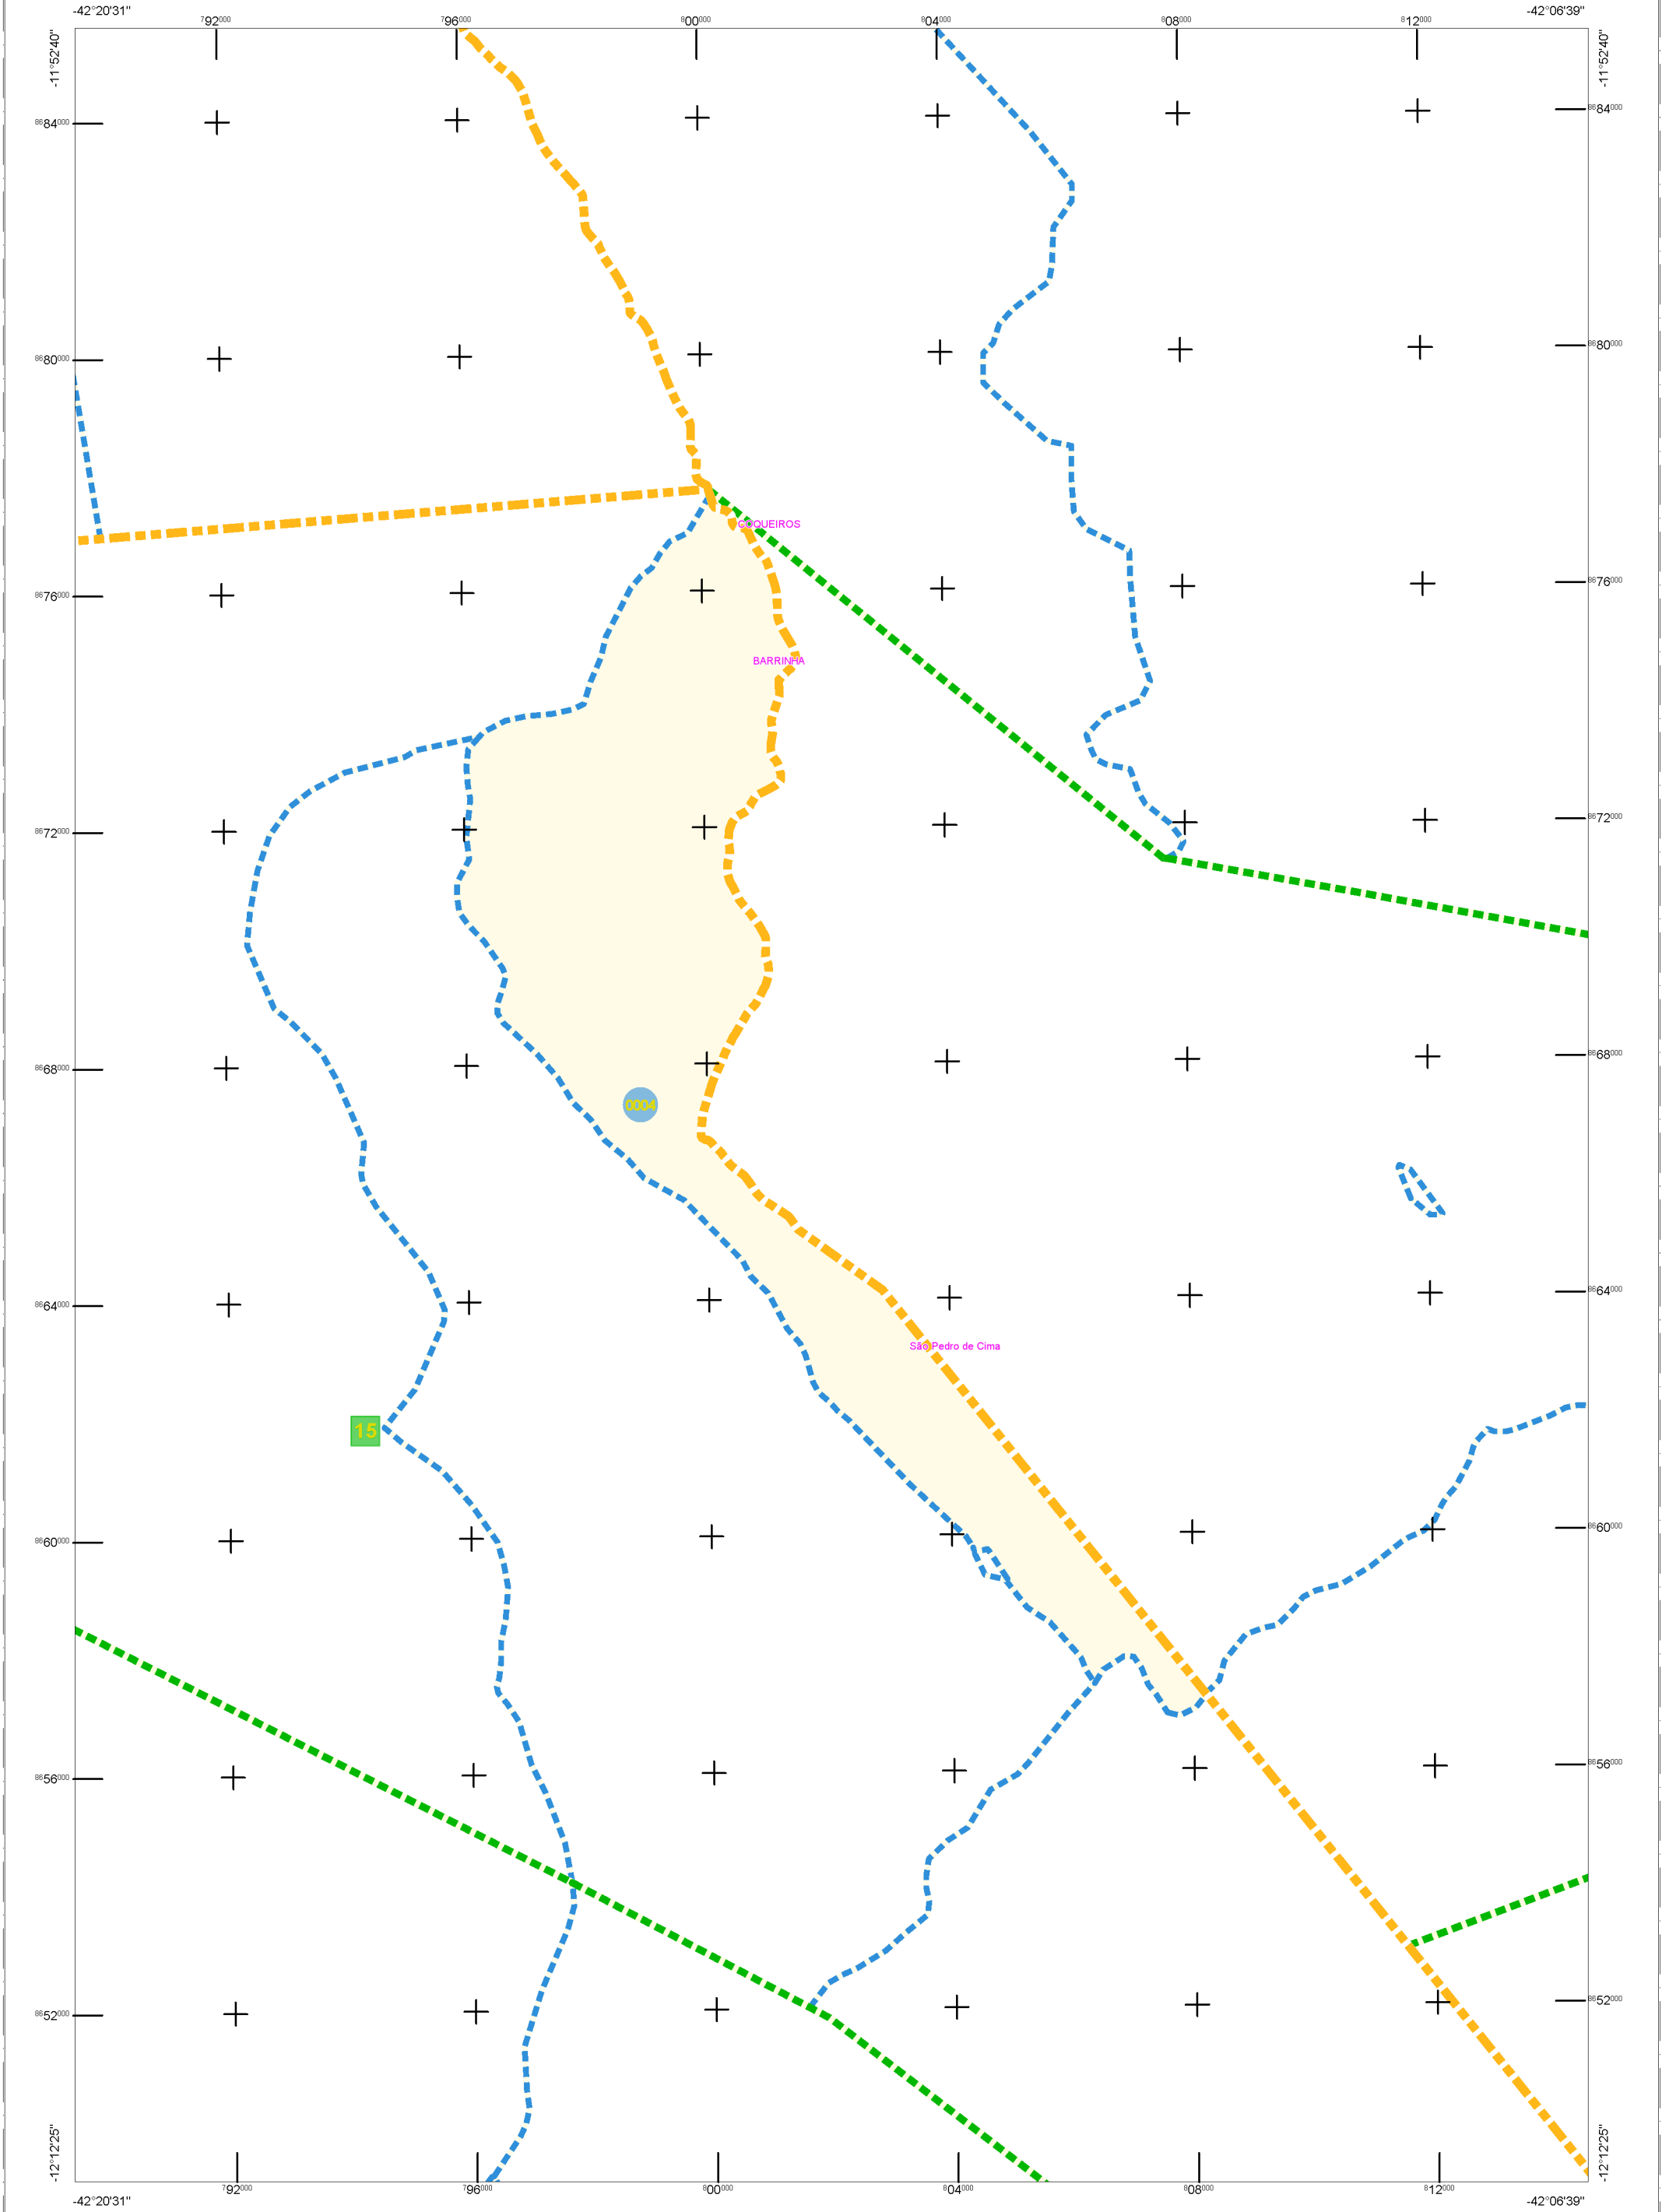 -42°20'31" 792000 796000 800000 804000 808000 812000 -42°06'39"
-11°52'40" -11°52'40"
8684000 8684000
8680000 8680000
COQUEIROS
8676000 8676000
BARRINHA
8672000 8672000
8668000 8668000
0004
8664000 8664000
São Pedro de Cima
15
8660000 8660000
8656000 8656000
8652000 8652000
-12°12'25" -12°12'25"
-42°20'31" 792000 796000 800000 804000 808000 812000 -42°06'39"